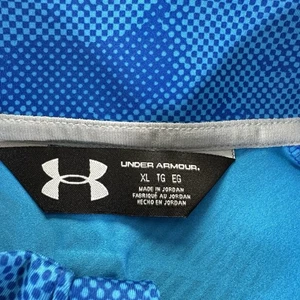 UNDER ARMOUR.
XL TG EG
MADE IN JORDAN
FABRIQUÉ AU JORDAN
HECHO EN JORDAN